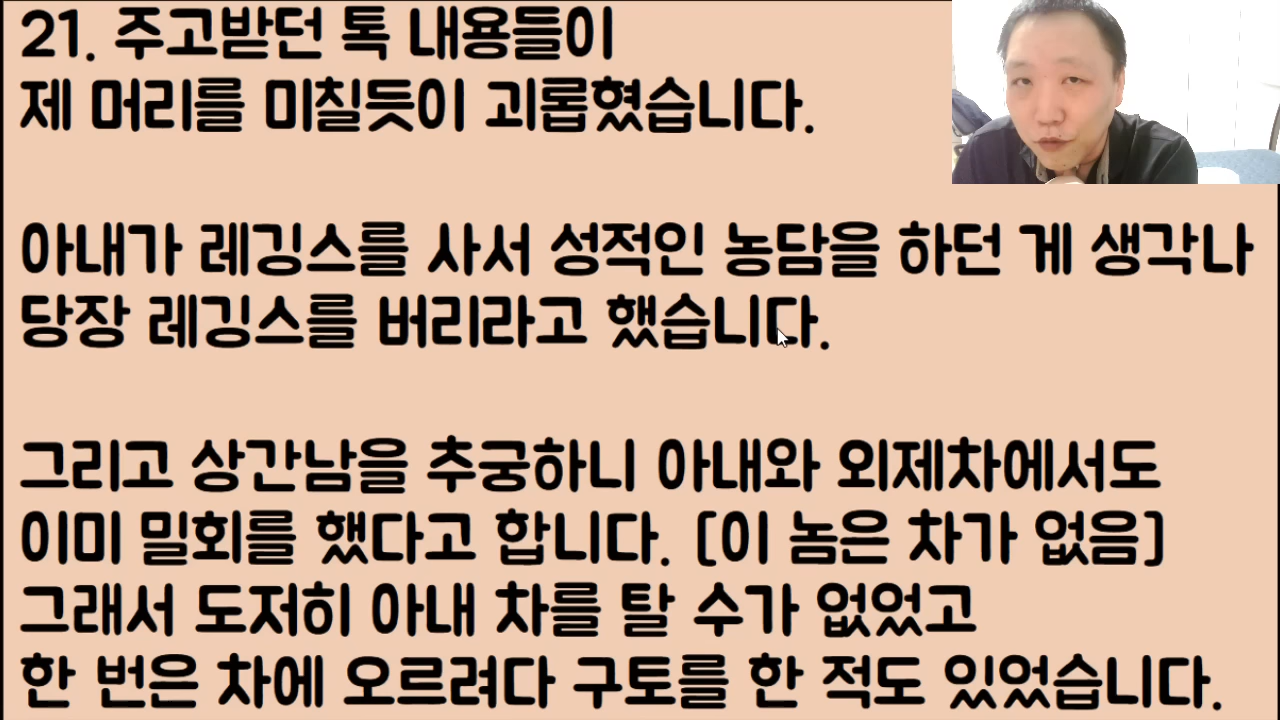 21. 주고받던 톡 내용들이
제 머리를 미칠듯이 괴롭혔습니다.
아내가 레깅스를 사서 성적인 농담을 하던 게 생각나
당장 레깅스를 버리라고 했습니다.
그리고 상간남을 추궁하니 아내와 외제차에서도
이미 밀회를 했다고 합니다. [이 놈은 차가 없음]
그래서 도저히 아내 차를 탈 수가 없었고
한 번은 차에 오르려다 구토를 한 적도 있었습니다.